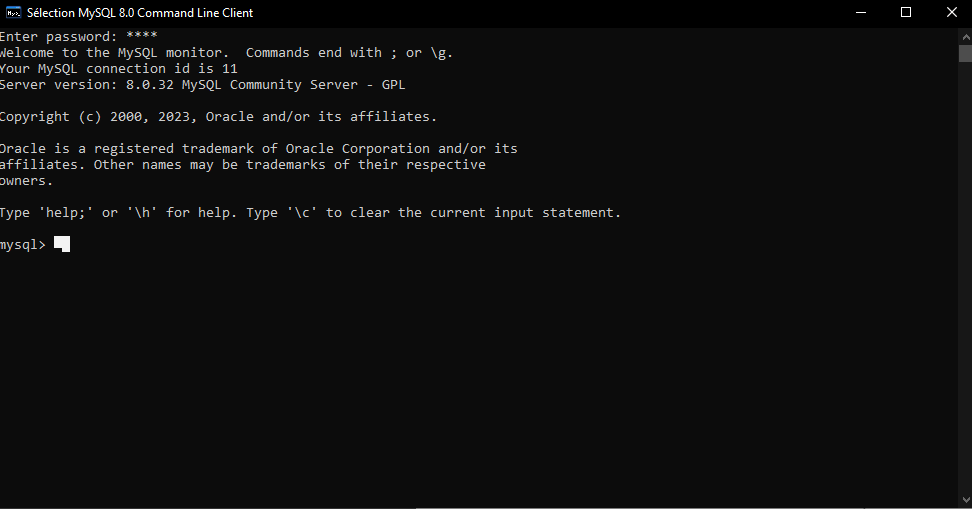 Sélection MySQL 8.0 Command Line Client
Enter password: ****
Welcome to the MySQL monitor.  Commands end with ; or \g.
Your MySQL connection id is 11
Server version: 8.0.32 MySQL Community Server - GPL
Copyright (c) 2000, 2023, Oracle and/or its affiliates.
Oracle is a registered trademark of Oracle Corporation and/or its
affiliates. Other names may be trademarks of their respective
owners.
Type 'help;' or '\h' for help. Type '\c' to clear the current input statement.
mysql>